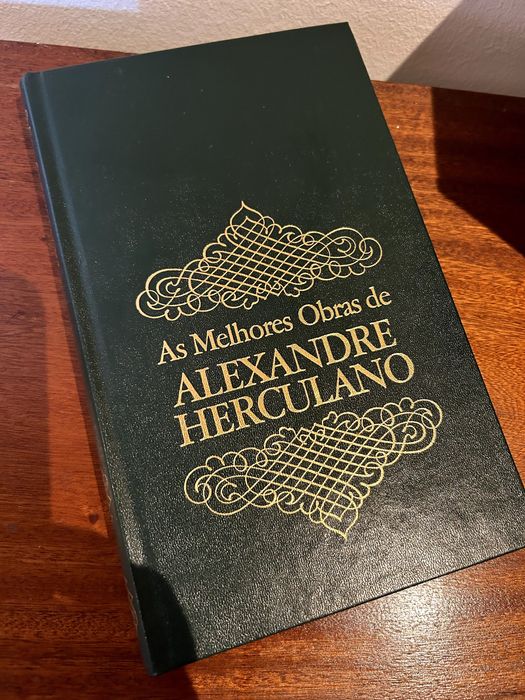 As Melhores Obras de
ALEXANDRE
HERCULANO